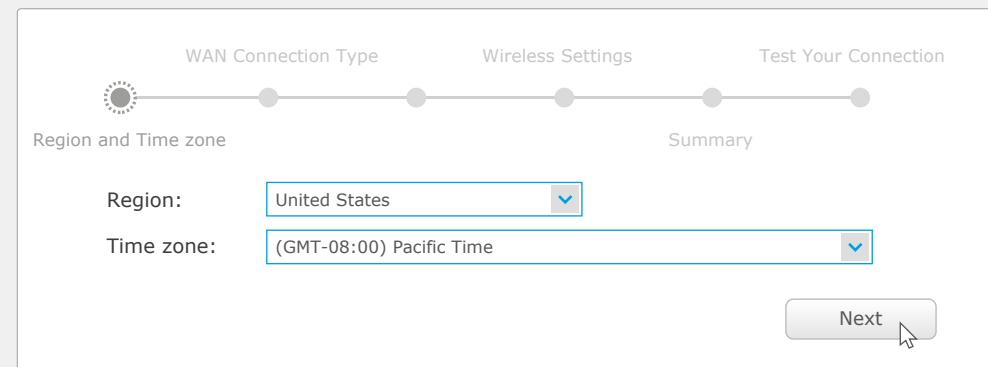 WAN Connection Type Wireless Settings Test Your Connection
Region and Time zone Summary
Region: United States
Time zone: (GMT-08:00) Pacific Time
Next